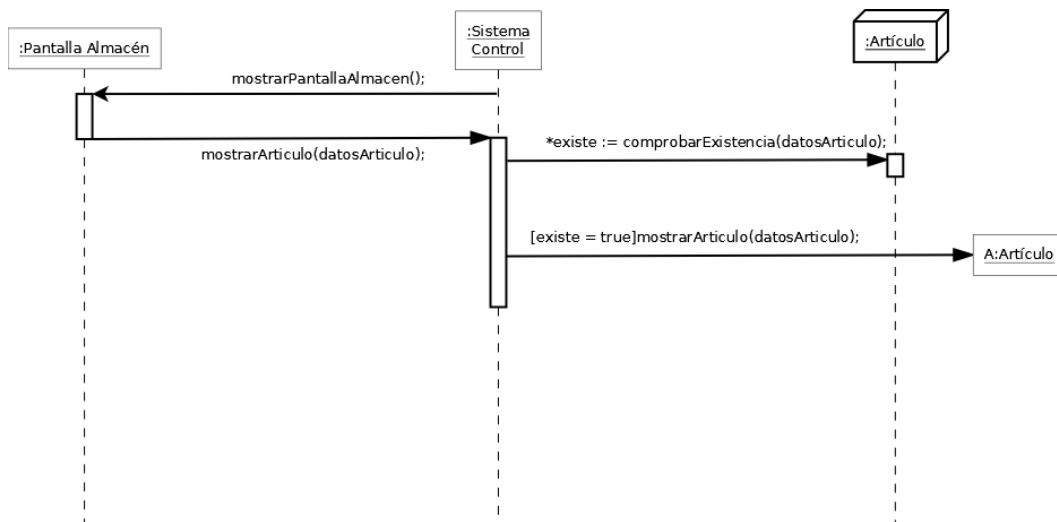 :Pantalla Almacén
:Sistema
Control
:Artículo
mostrarPantallaAlmacen();
mostrarArticulo(datosArticulo);
*existe := comprobarExistencia(datosArticulo);
[existe = true]mostrarArticulo(datosArticulo);
A:Artículo